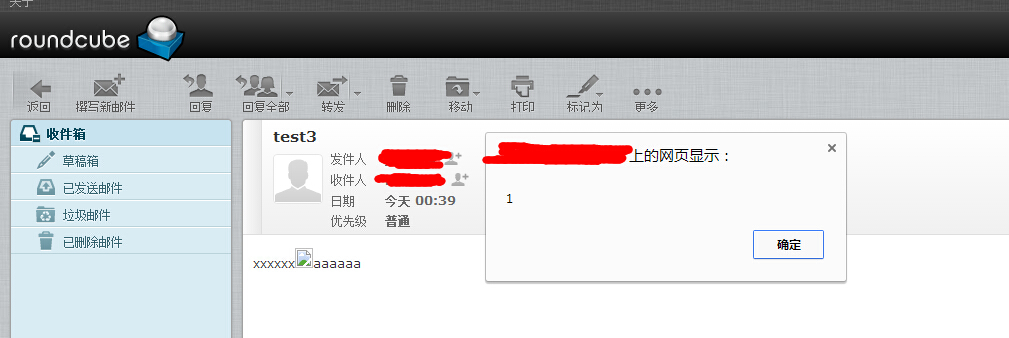 关于
roundcube
返回 撰写新邮件 回复 回复全部 转发 删除 移动 打印 标记为 更多
收件箱
草稿箱
已发送邮件
垃圾邮件
已删除邮件
test3
发件人
收件人
日期 今天 00:39
优先级 普通
xxxxxx aaaaaa
上的网页显示：
1
确定